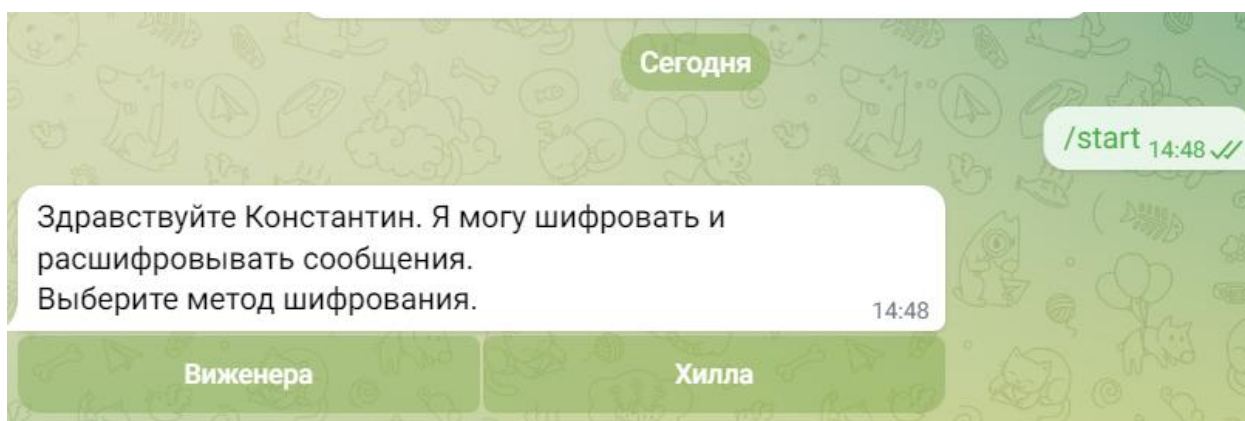 Сегодня
/start 14:48
Здравствуйте Константин. Я могу шифровать и
расшифровывать сообщения.
Выберите метод шифрования.
14:48
Виженера
Хилла